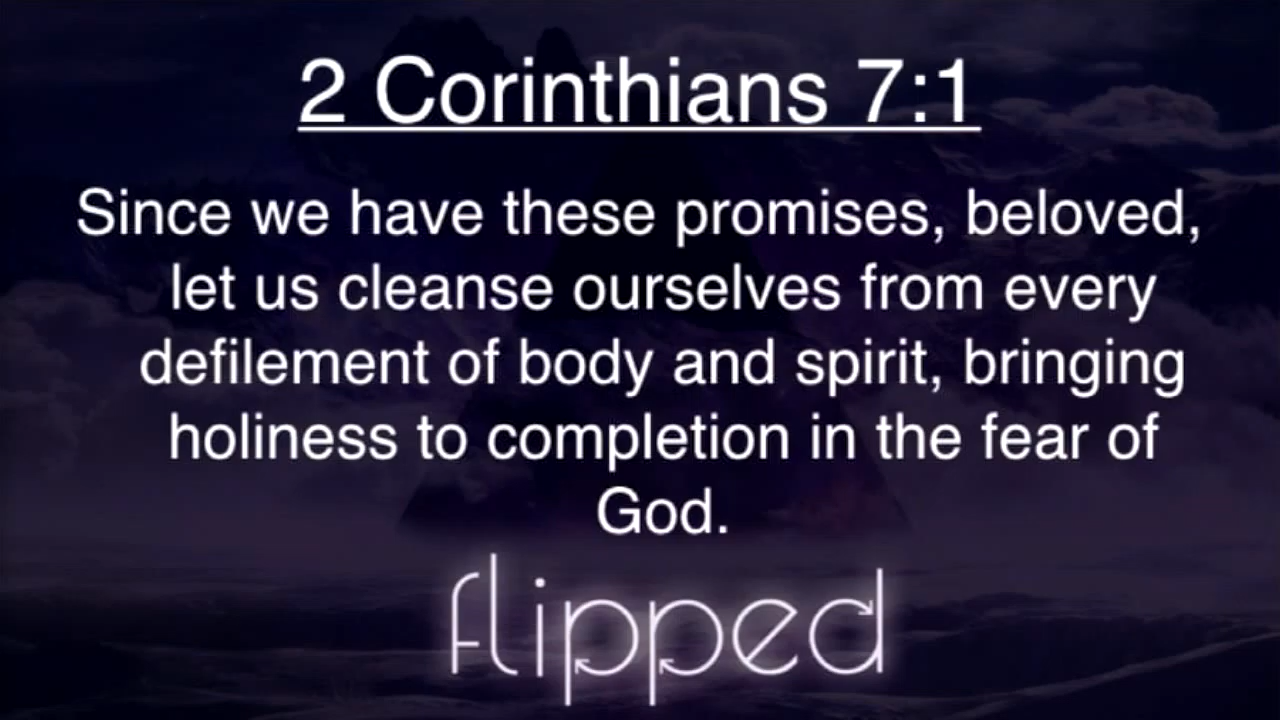 2 Corinthians 7:1
Since we have these promises, beloved,
let us cleanse ourselves from every
defilement of body and spirit, bringing
holiness to completion in the fear of
God.
flipped